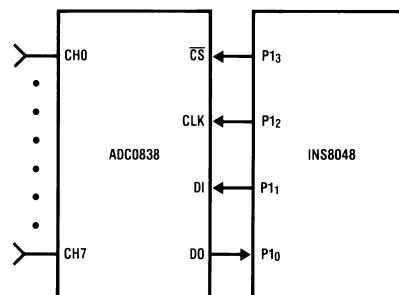 CH0 CS P13
CLK P12
ADC0838 INS8048
DI P11
CH7 DO P10